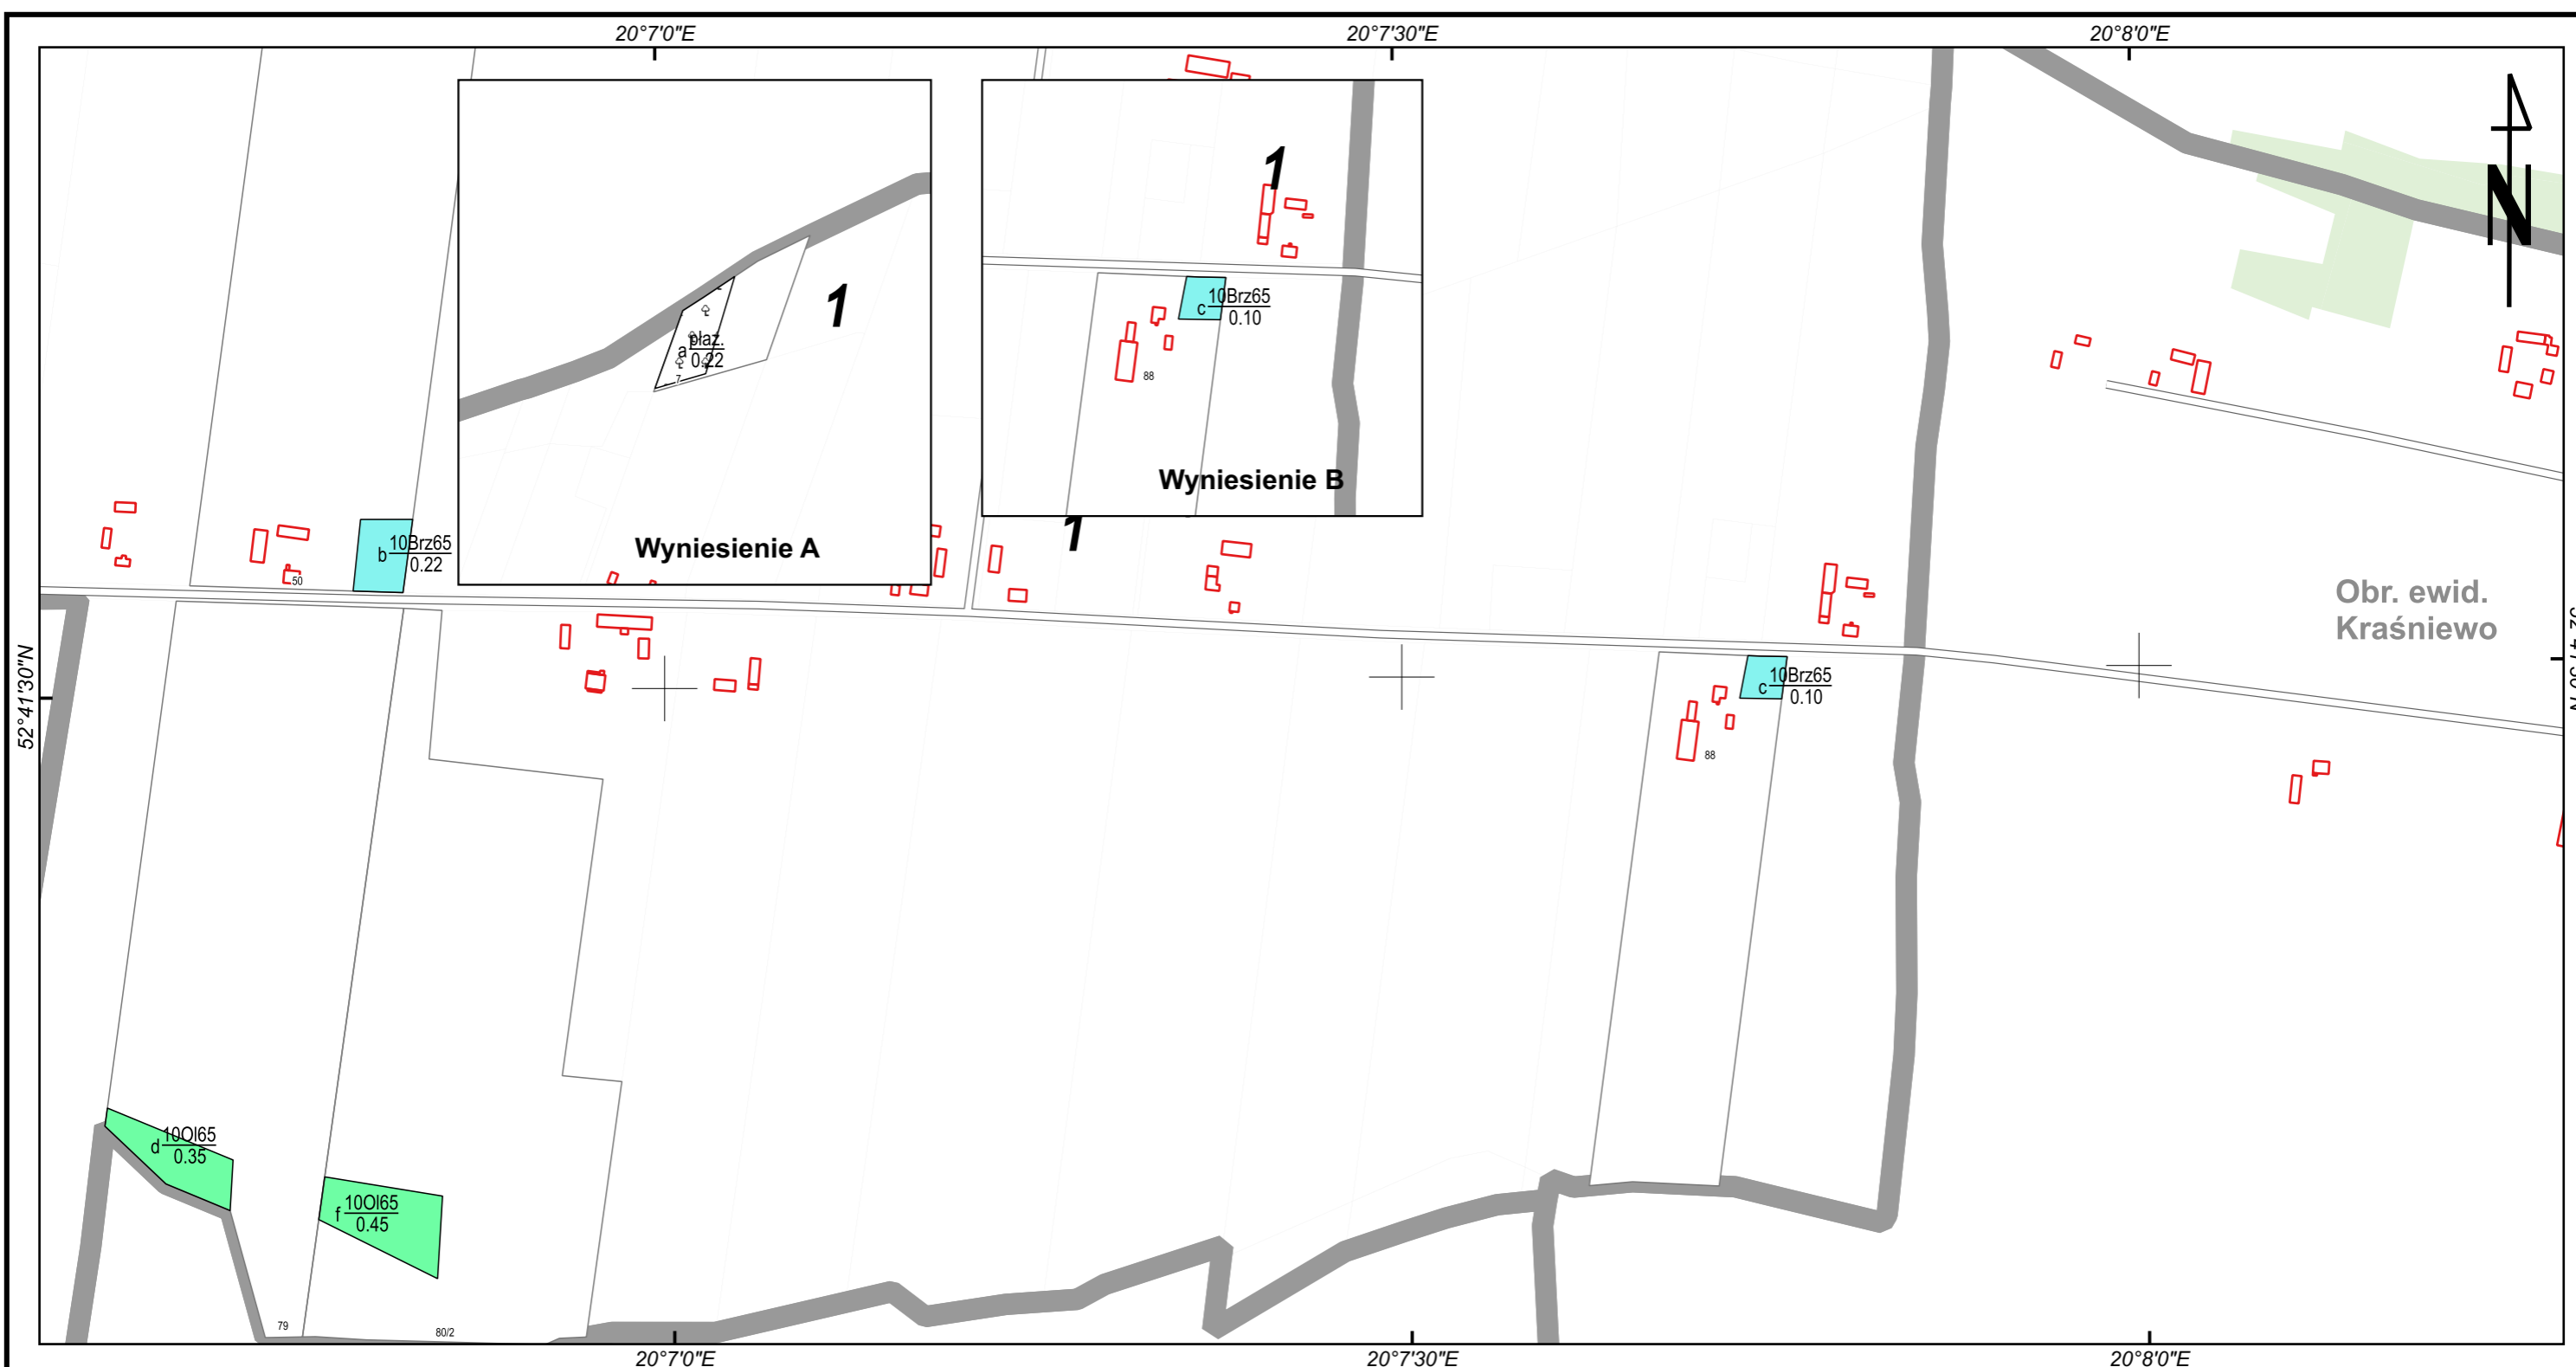 20°7'0"E
20°7'30"E
20°8'0"E
N
1
a płaz.
0.22
7
Wyniesienie A
1
c 10Brz65
0.10
88
Wyniesienie B
1
b 10Brz65
0.22
50
Obr. ewid.
Kraśniewo
52°41'30"N
c 10Brz65
0.10
88
d 10Ol65
0.35
f 10Ol65
0.45
79
80/2
20°7'0"E
20°7'30"E
20°8'0"E